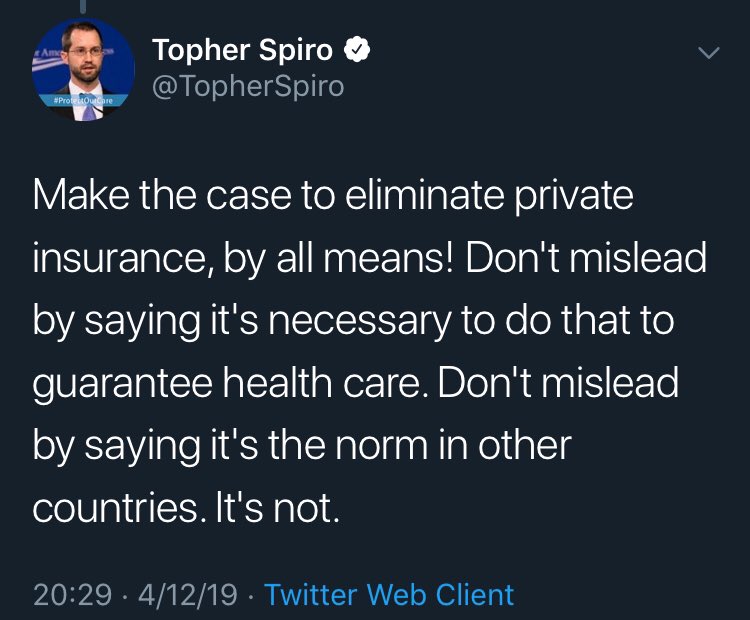 Topher Spiro
@TopherSpiro
#ProtectOurCare
Make the case to eliminate private
insurance, by all means! Don't mislead
by saying it's necessary to do that to
guarantee health care. Don't mislead
by saying it's the norm in other
countries. It's not.
20:29 · 4/12/19 · Twitter Web Client